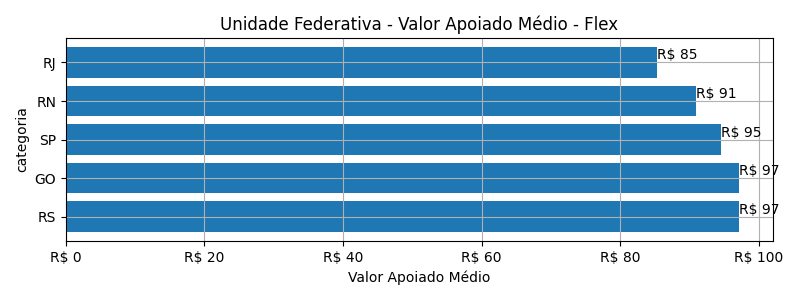 Unidade Federativa - Valor Apoiado Médio - Flex
categoria
RJ
R$ 85
RN
R$ 91
SP
R$ 95
GO
R$ 97
RS
R$ 97
R$ 0
R$ 20
R$ 40
R$ 60
R$ 80
R$ 100
Valor Apoiado Médio